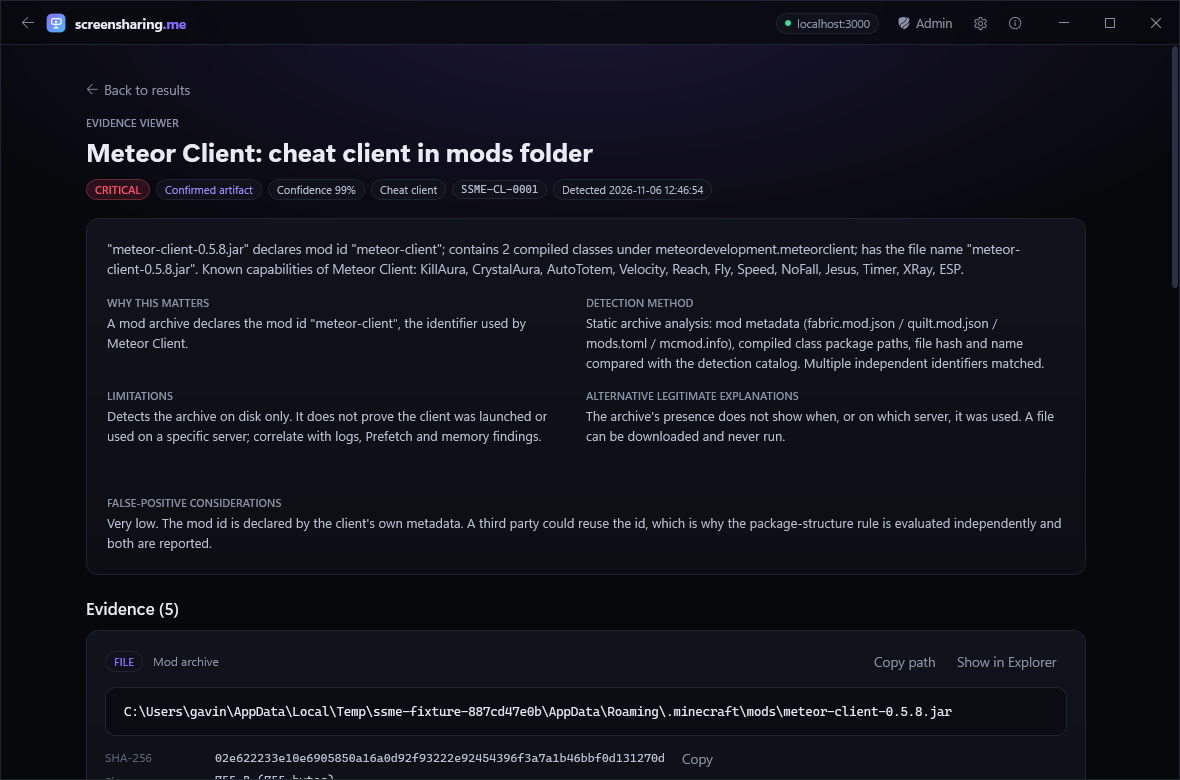 screensharing.me
localhost:3000
Admin
Back to results
EVIDENCE VIEWER
Meteor Client: cheat client in mods folder
CRITICAL
Confirmed artifact
Confidence 99%
Cheat client
SSME-CL-0001
Detected 2026-11-06 12:46:54
"meteor-client-0.5.8.jar" declares mod id "meteor-client"; contains 2 compiled classes under meteordevelopment.meteorclient; has the file name "meteor-
client-0.5.8.jar". Known capabilities of Meteor Client: KillAura, CrystalAura, AutoTotem, Velocity, Reach, Fly, Speed, NoFall, Jesus, Timer, XRay, ESP.
WHY THIS MATTERS
A mod archive declares the mod id "meteor-client", the identifier used by
Meteor Client.
DETECTION METHOD
Static archive analysis: mod metadata (fabric.mod.json / quilt.mod.json /
mods.toml / mcmod.info), compiled class package paths, file hash and name
compared with the detection catalog. Multiple independent identifiers matched.
LIMITATIONS
Detects the archive on disk only. It does not prove the client was launched or
used on a specific server; correlate with logs, Prefetch and memory findings.
ALTERNATIVE LEGITIMATE EXPLANATIONS
The archive's presence does not show when, or on which server, it was used. A file
can be downloaded and never run.
FALSE-POSITIVE CONSIDERATIONS
Very low. The mod id is declared by the client's own metadata. A third party could reuse the id, which is why the package-structure rule is evaluated independently and
both are reported.
Evidence (5)
FILE
Mod archive
Copy path
Show in Explorer
C:\Users\gavin\AppData\Local\Temp\ssme-fixture-887cd47e0b\AppData\Roaming\.minecraft\mods\meteor-client-0.5.8.jar
SHA-256
02e622233e10e6905850a16a0d92f93222e92454396f3a7a1b46bbf0d131270d
Copy